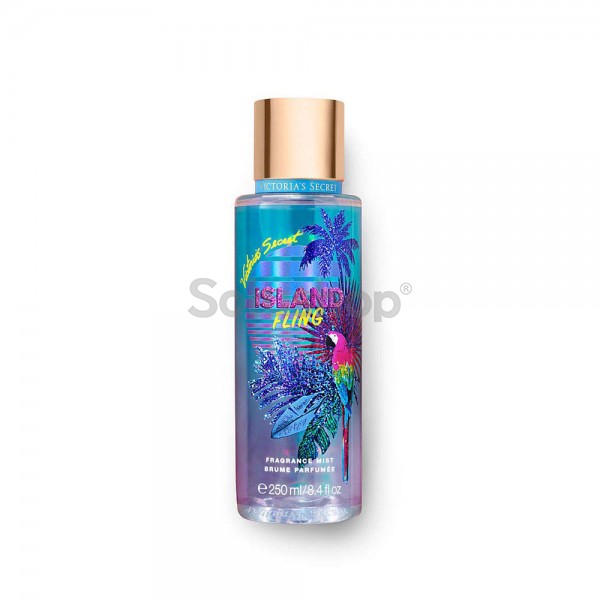 VICTORIA'S SECRET
Victoria's Secret
ISLAND
FLING
FRAGRANCE MIST
BRUME PARFUMÉE
℮ 250 ml/8.4 fl oz